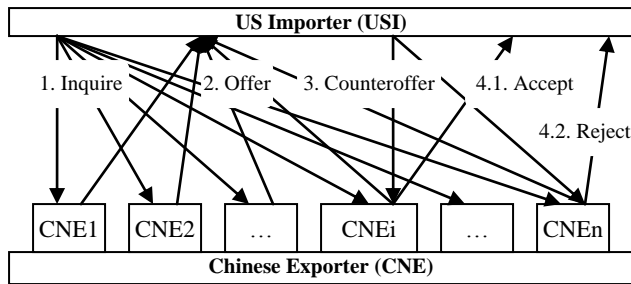 US Importer (USI)
1. Inquire
2. Offer
3. Counteroffer
4.1. Accept
4.2. Reject
CNE1
CNE2
…
CNEi
…
CNEn
Chinese Exporter (CNE)